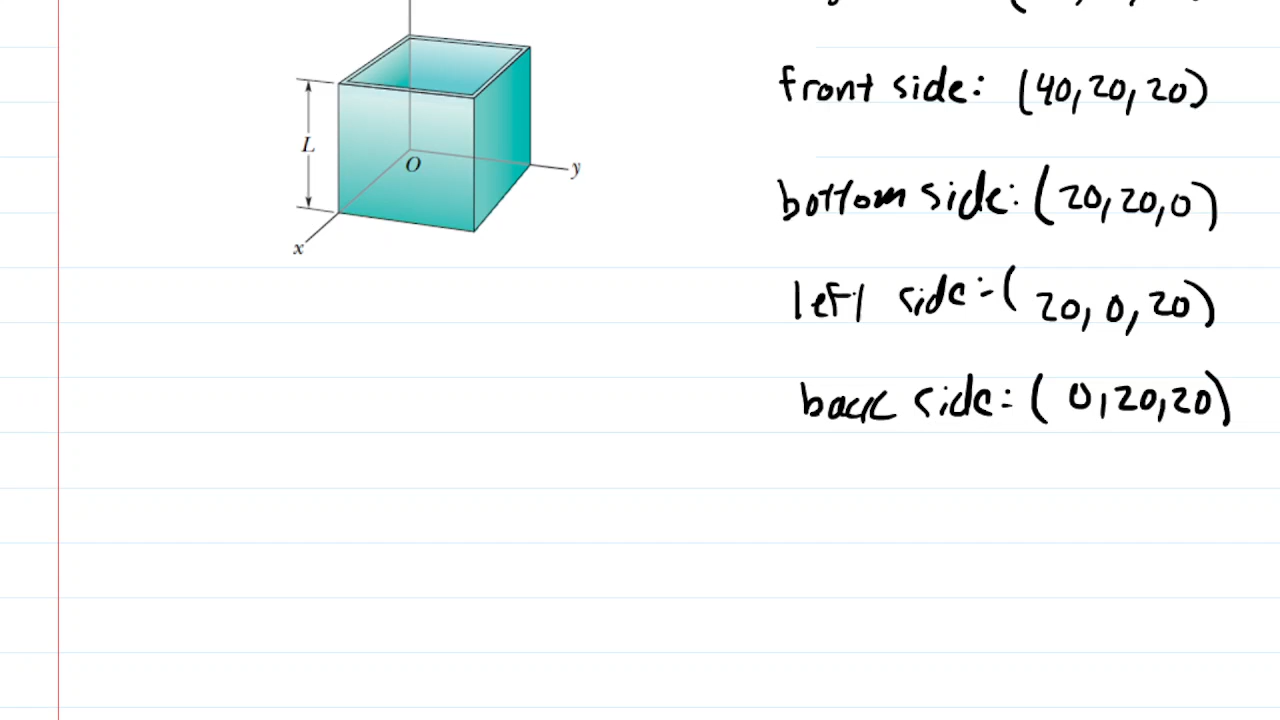 front side: (40,20,20)
L
O
y
bottom side: (20,20,0)
x
left side:(20,0,20)
back side:(0,20,20)